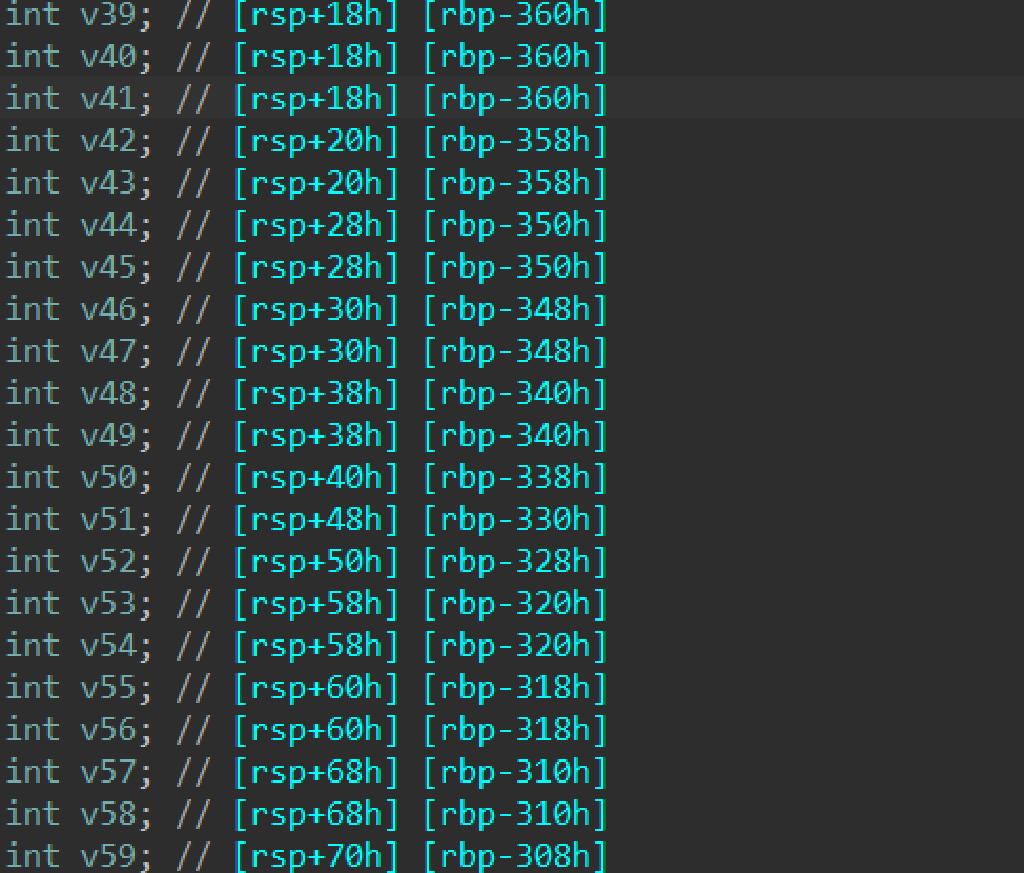 int v39; // [rsp+18h] [rbp-360h]
int v40; // [rsp+18h] [rbp-360h]
int v41; // [rsp+18h] [rbp-360h]
int v42; // [rsp+20h] [rbp-358h]
int v43; // [rsp+20h] [rbp-358h]
int v44; // [rsp+28h] [rbp-350h]
int v45; // [rsp+28h] [rbp-350h]
int v46; // [rsp+30h] [rbp-348h]
int v47; // [rsp+30h] [rbp-348h]
int v48; // [rsp+38h] [rbp-340h]
int v49; // [rsp+38h] [rbp-340h]
int v50; // [rsp+40h] [rbp-338h]
int v51; // [rsp+48h] [rbp-330h]
int v52; // [rsp+50h] [rbp-328h]
int v53; // [rsp+58h] [rbp-320h]
int v54; // [rsp+58h] [rbp-320h]
int v55; // [rsp+60h] [rbp-318h]
int v56; // [rsp+60h] [rbp-318h]
int v57; // [rsp+68h] [rbp-310h]
int v58; // [rsp+68h] [rbp-310h]
int v59; // [rsp+70h] [rbp-308h]